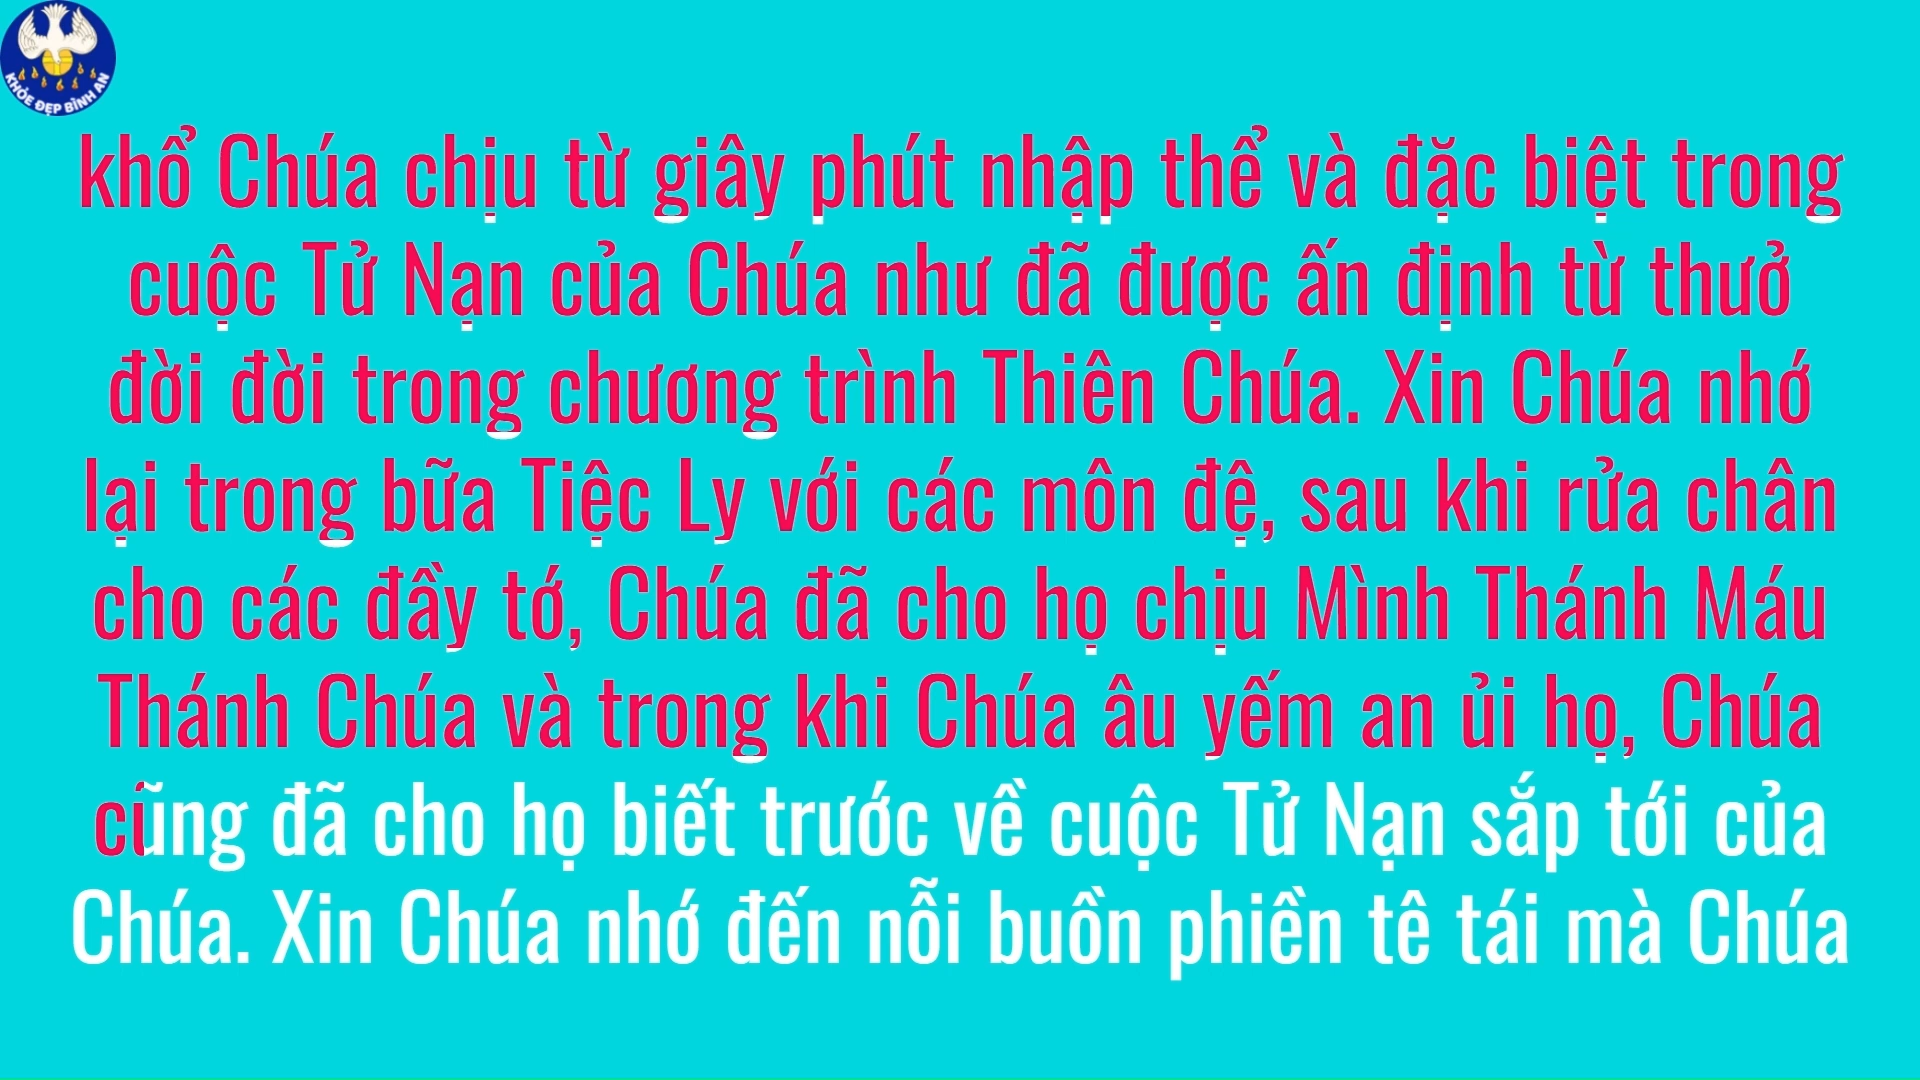 KHỎE ĐẸP BÌNH AN
khổ Chúa chịu từ giây phút nhập thể và đặc biệt trong
cuộc Tử Nạn của Chúa như đã được ấn định từ thưở
đời đời trong chương trình Thiên Chúa. Xin Chúa nhớ
lại trong bữa Tiệc Ly với các môn đệ, sau khi rửa chân
cho các đầy tớ, Chúa đã cho họ chịu Mình Thánh Máu
Thánh Chúa và trong khi Chúa âu yếm an ủi họ, Chúa
cũng đã cho họ biết trước về cuộc Tử Nạn sắp tới của
Chúa. Xin Chúa nhớ đến nỗi buồn phiền tê tái mà Chúa